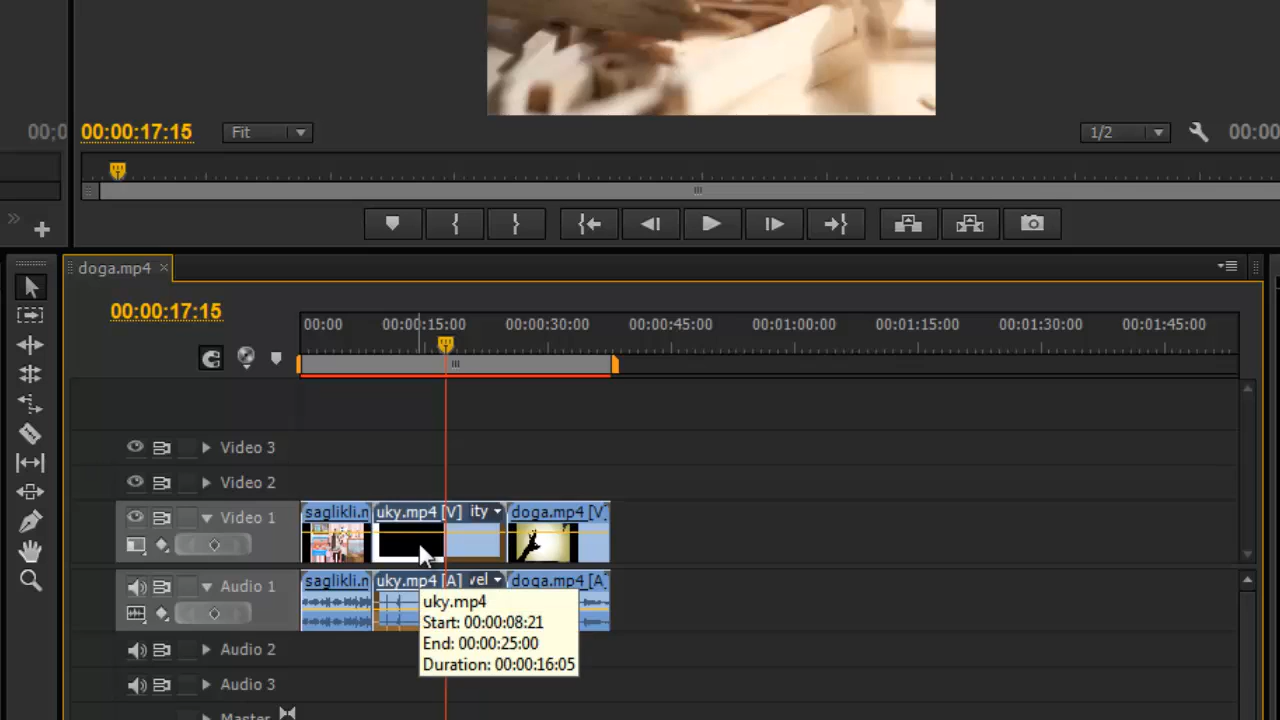 00;0
00:00:17:15
Fit
1/2
00:00
doga.mp4
00:00:17:15
00:00
00:00:15:00
00:00:30:00
00:00:45:00
00:01:00:00
00:01:15:00
00:01:30:00
00:01:45:00
Video 3
Video 2
Video 1
saglikli.n
uky.mp4 [V] ity
doga.mp4 [V]
Audio 1
saglikli.n
uky.mp4 [A] vel
doga.mp4 [A
uky.mp4
Start: 00:00:08:21
End: 00:00:25:00
Duration: 00:00:16:05
Audio 2
Audio 3
Master